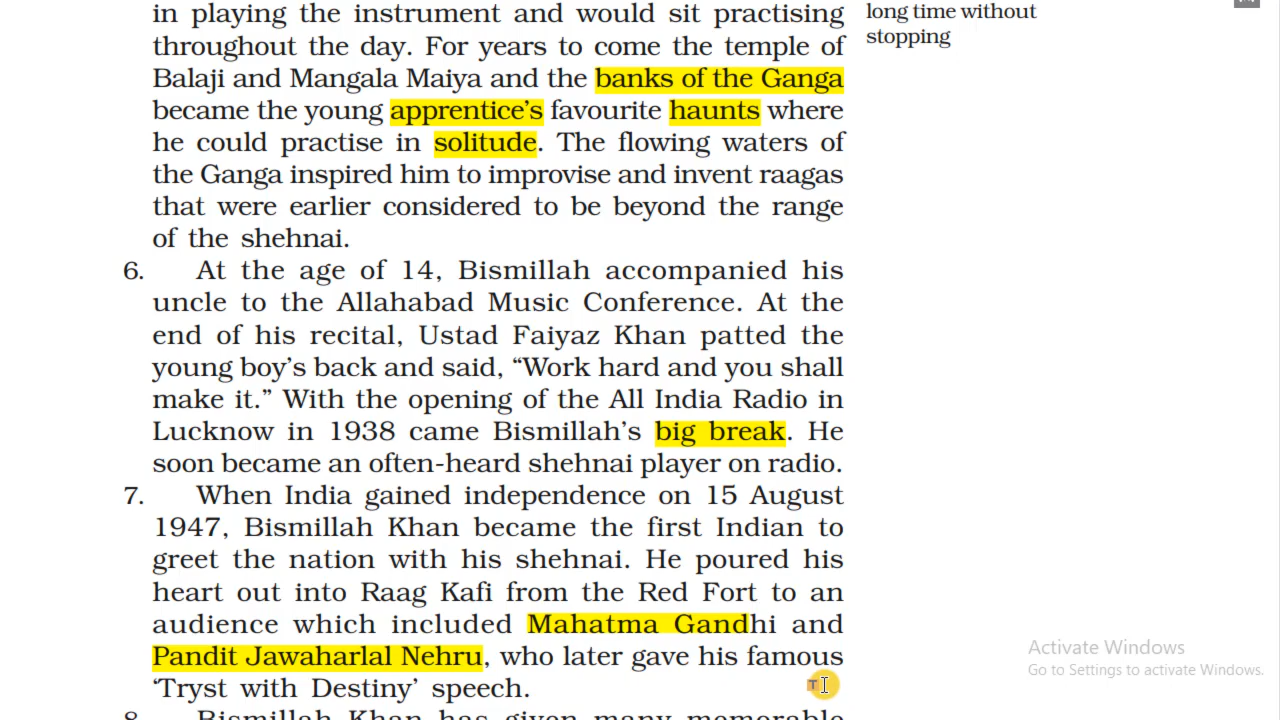 in playing the instrument and would sit practising
throughout the day. For years to come the temple of
Balaji and Mangala Maiya and the banks of the Ganga
became the young apprentice's favourite haunts where
he could practise in solitude. The flowing waters of
the Ganga inspired him to improvise and invent raagas
that were earlier considered to be beyond the range
of the shehnai.
6. At the age of 14, Bismillah accompanied his
uncle to the Allahabad Music Conference. At the
end of his recital, Ustad Faiyaz Khan patted the
young boy's back and said, “Work hard and you shall
make it.” With the opening of the All India Radio in
Lucknow in 1938 came Bismillah's big break. He
soon became an often-heard shehnai player on radio.
7. When India gained independence on 15 August
1947, Bismillah Khan became the first Indian to
greet the nation with his shehnai. He poured his
heart out into Raag Kafi from the Red Fort to an
audience which included Mahatma Gandhi and
Pandit Jawaharlal Nehru, who later gave his famous
‘Tryst with Destiny’ speech.
8. Bismillah Khan has given many memorable
long time without
stopping
Activate Windows
Go to Settings to activate Windows.